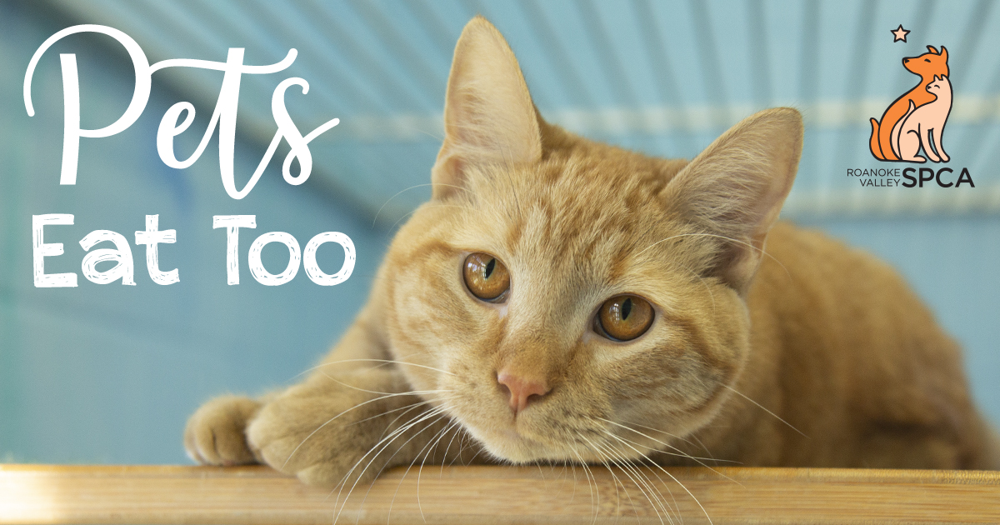 Pets
Eat Too
ROANOKE
VALLEY SPCA